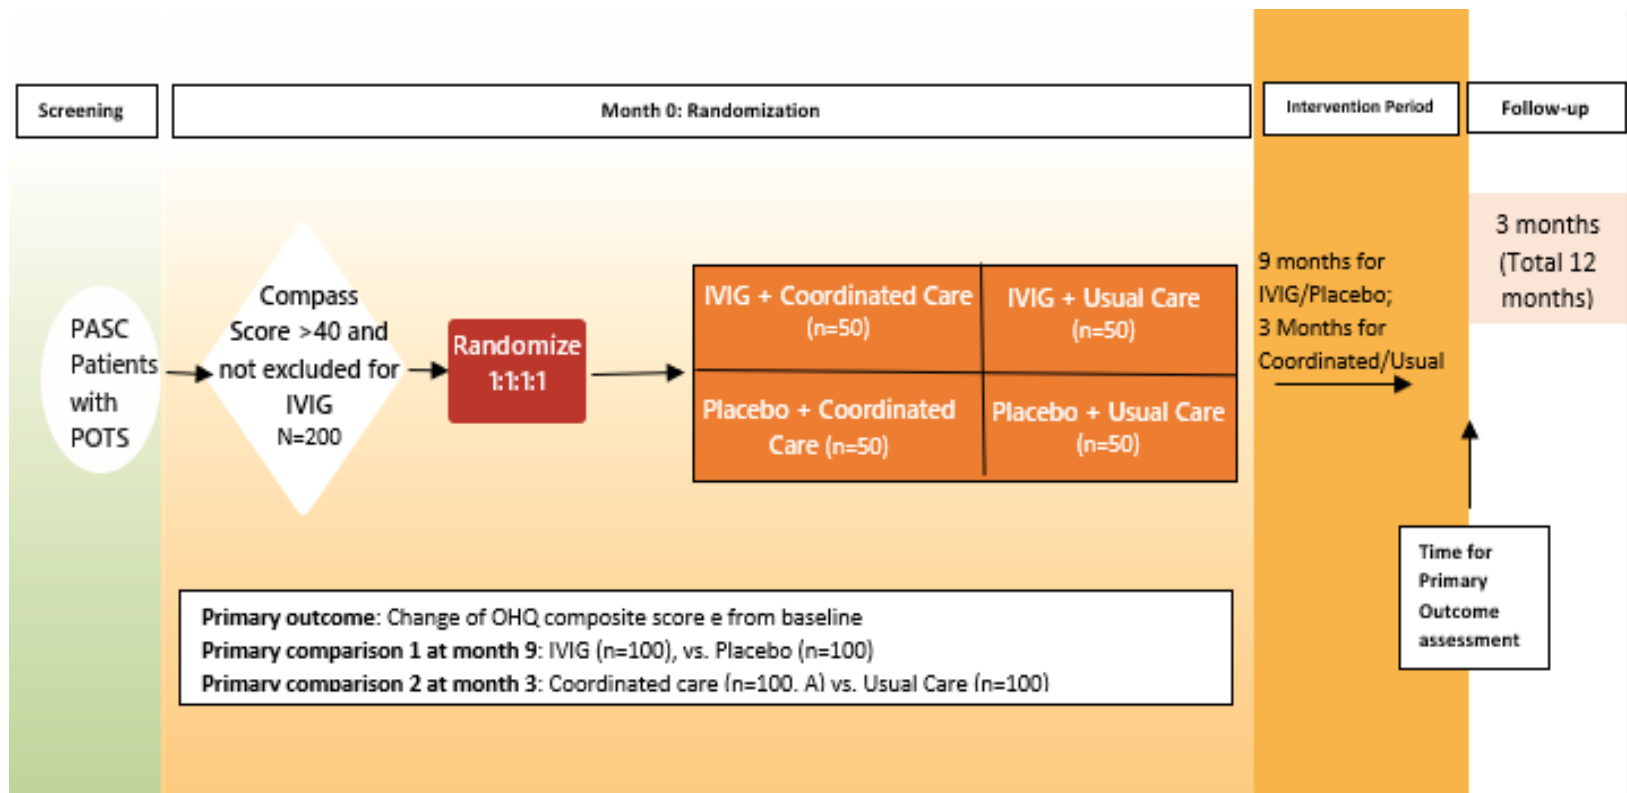 Screening
Month 0: Randomization
Intervention Period
Follow-up
PASC
Patients
with
POTS
Compass
Score >40 and
not excluded for
IVIG
N=200
Randomize
1:1:1:1
IVIG + Coordinated Care
(n=50)
IVIG + Usual Care
(n=50)
Placebo + Coordinated
Care (n=50)
Placebo + Usual Care
(n=50)
9 months for
IVIG/Placebo;
3 Months for
Coordinated/Usual
3 months
(Total 12
months)
Time for
Primary
Outcome
assessment
Primary outcome: Change of OHQ composite score e from baseline
Primary comparison 1 at month 9: IVIG (n=100), vs. Placebo (n=100)
Primary comparison 2 at month 3: Coordinated care (n=100. A) vs. Usual Care (n=100)